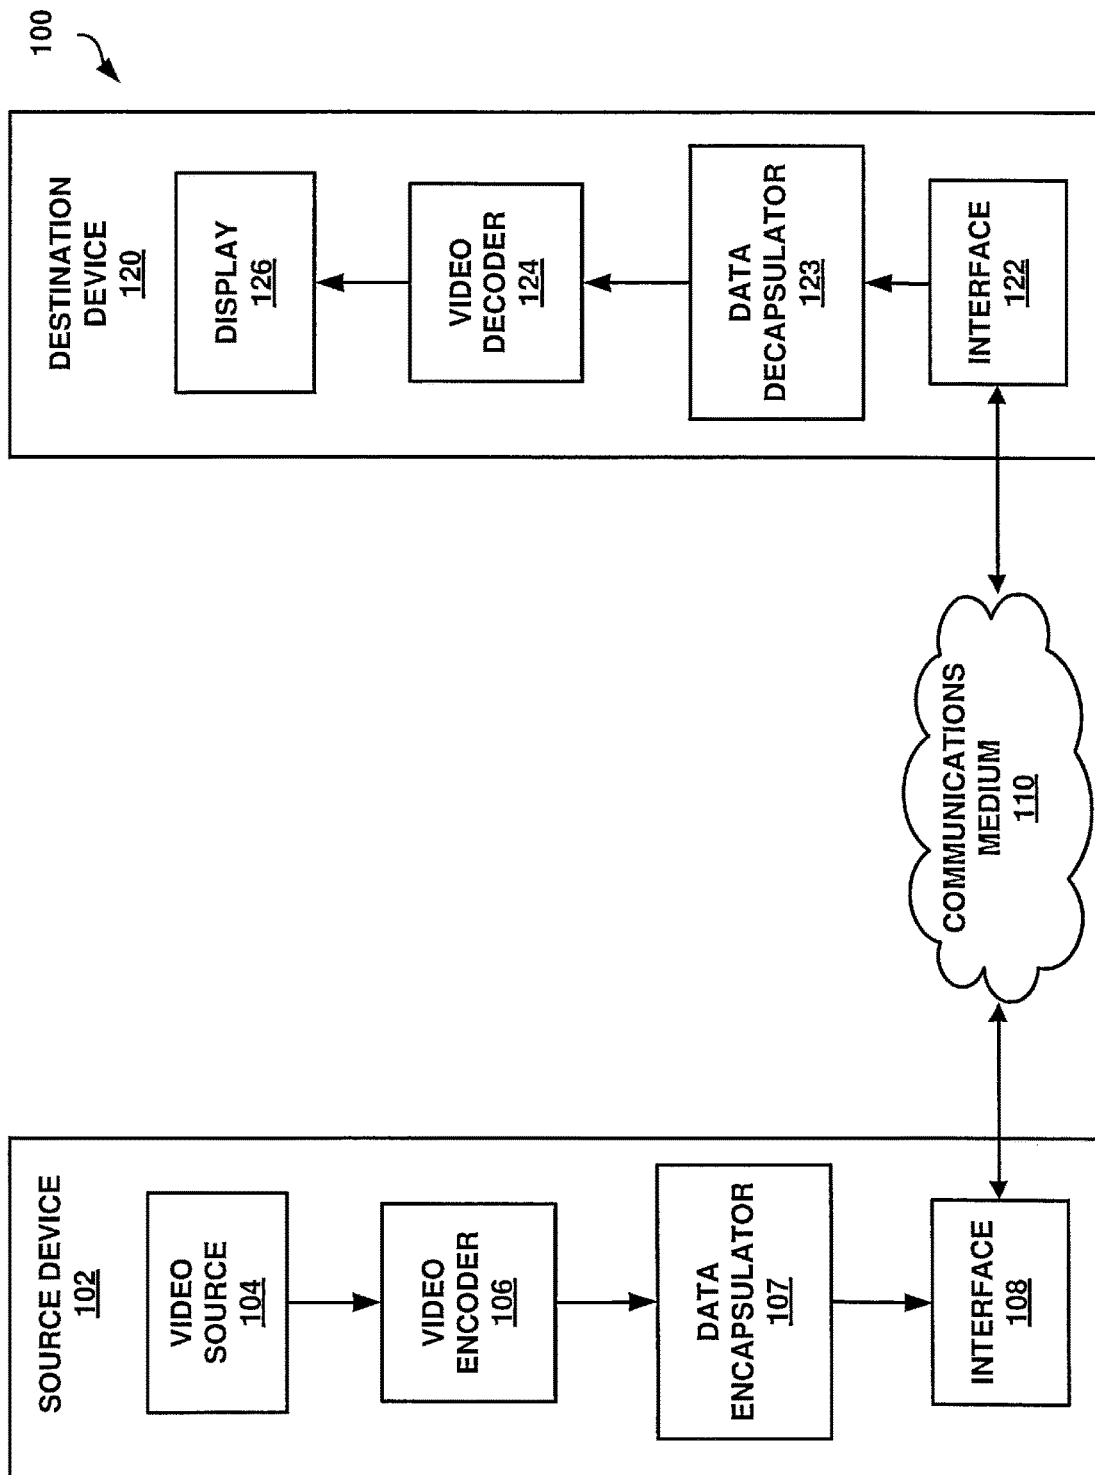 100
SOURCE DEVICE
102
VIDEO
SOURCE
104
VIDEO
ENCODER
106
DATA
ENCAPSULATOR
107
INTERFACE
108
COMMUNICATIONS
MEDIUM
110
DESTINATION
DEVICE
120
DISPLAY
126
VIDEO
DECODER
124
DATA
DECAPSULATOR
123
INTERFACE
122